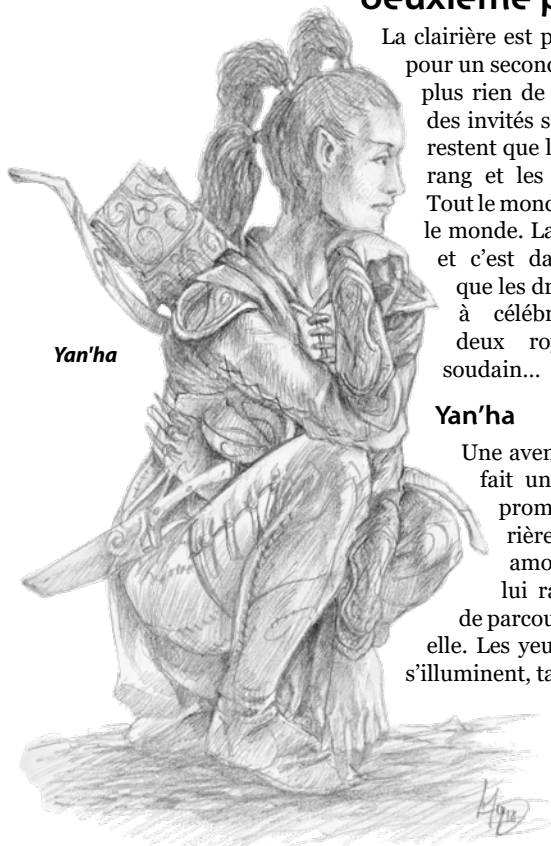 deuxième p
La clairière est p
pour un second
plus rien de
des invités s
restent que l
rang et les
Tout le mond
le monde. La
et c'est da
que les dr
à célébr
deux roy
soudain...
Yan'ha
Yan'ha
Une aven
fait un
prom
rière
amo
lui ra
de parcou
elle. Les yeu
s'illuminent, ta